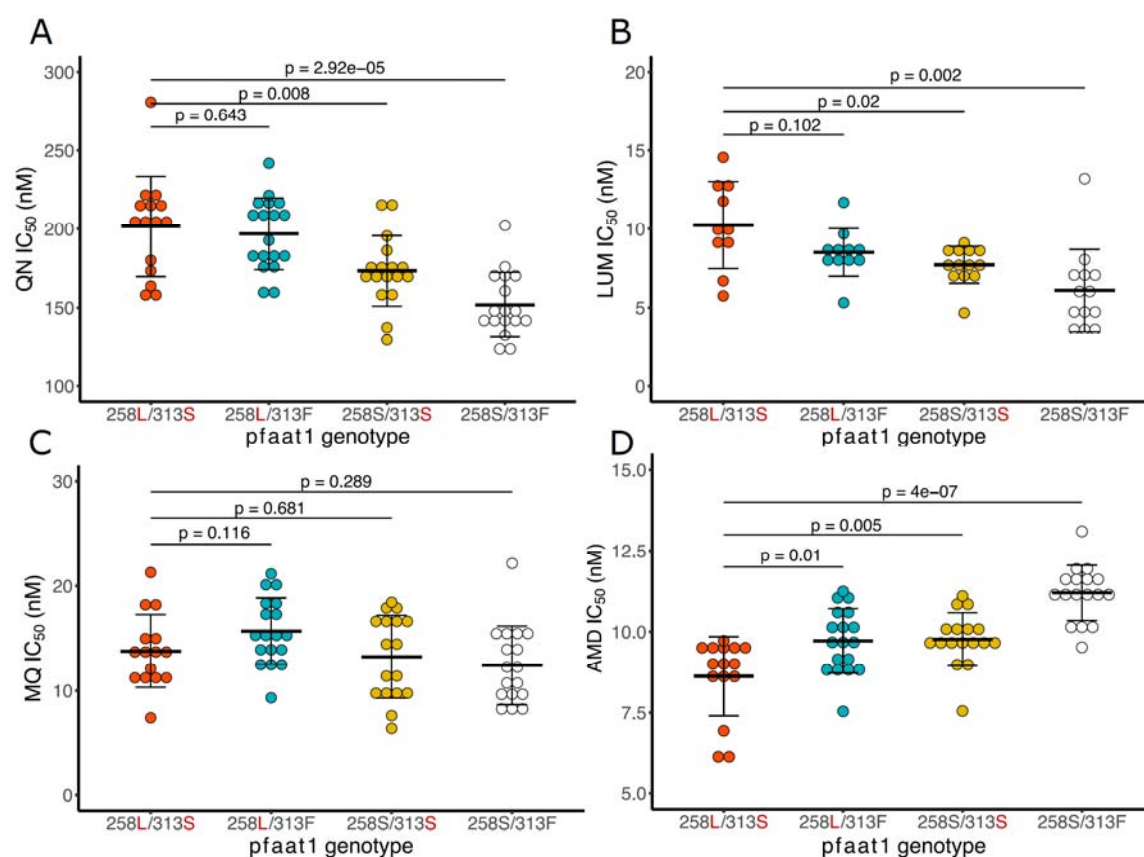 A
QN IC50 (nM)
300
250
200
150
100
p = 2.92e−05
p = 0.008
p = 0.643
258L/313S 258L/313F 258S/313S 258S/313F
pfaat1 genotype
B
LUM IC50 (nM)
20
15
10
5
0
p = 0.002
p = 0.02
p = 0.102
258L/313S 258L/313F 258S/313S 258S/313F
pfaat1 genotype
C
MQ IC50 (nM)
30
20
10
0
p = 0.289
p = 0.681
p = 0.116
258L/313S 258L/313F 258S/313S 258S/313F
pfaat1 genotype
D
AMD IC50 (nM)
15.0
12.5
10.0
7.5
5.0
p = 4e−07
p = 0.005
p = 0.01
258L/313S 258L/313F 258S/313S 258S/313F
pfaat1 genotype